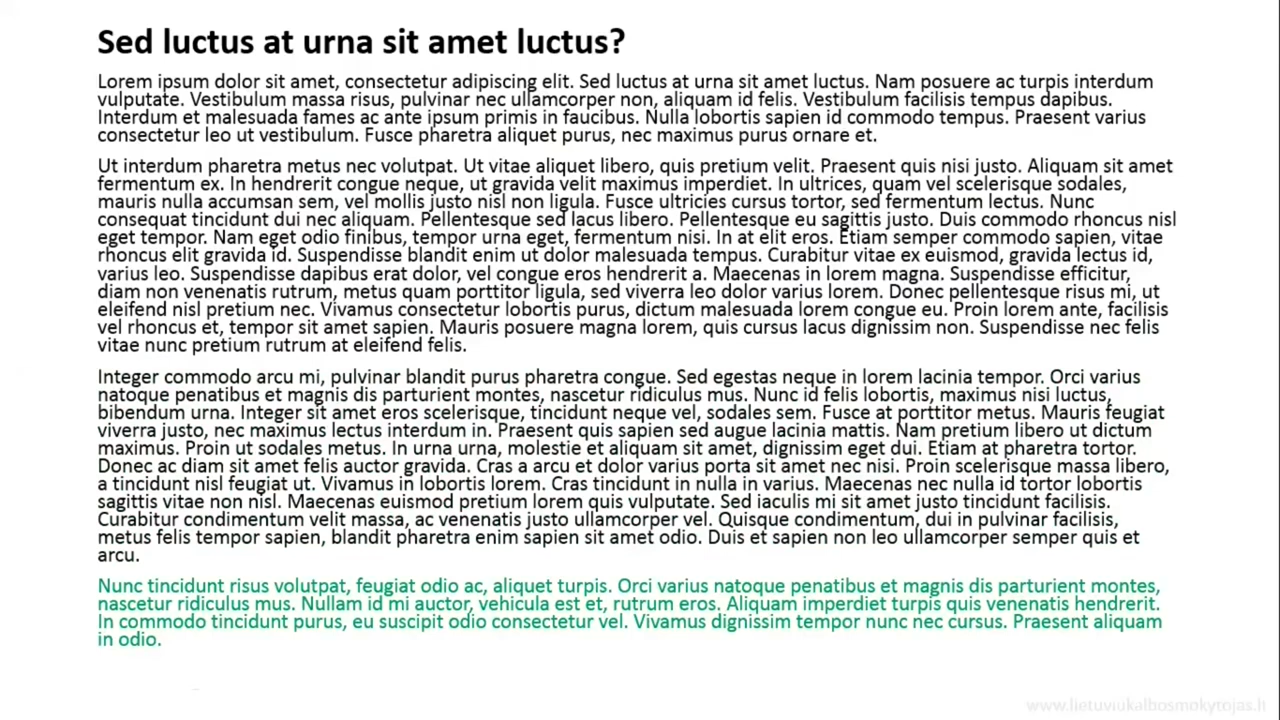 Sed luctus at urna sit amet luctus?
Lorem ipsum dolor sit amet, consectetur adipiscing elit. Sed luctus at urna sit amet luctus. Nam posuere ac turpis interdum
vulputate. Vestibulum massa risus, pulvinar nec ullamcorper non, aliquam id felis. Vestibulum facilisis tempus dapibus.
Interdum et malesuada fames ac ante ipsum primis in faucibus. Nulla lobortis sapien id commodo tempus. Praesent varius
consectetur leo ut vestibulum. Fusce pharetra aliquet purus, nec maximus purus ornare et.
Ut interdum pharetra metus nec volutpat. Ut vitae aliquet libero, quis pretium velit. Praesent quis nisi justo. Aliquam sit amet
fermentum ex. In hendrerit congue neque, ut gravida velit maximus imperdiet. In ultrices, quam vel scelerisque sodales,
mauris nulla accumsan sem, vel mollis justo nisl non ligula. Fusce ultricies cursus tortor, sed fermentum lectus. Nunc
consequat tincidunt dui nec aliquam. Pellentesque sed lacus libero. Pellentesque eu sagittis justo. Duis commodo rhoncus nisl
eget tempor. Nam eget odio finibus, tempor urna eget, fermentum nisi. In at elit eros. Etiam semper commodo sapien, vitae
rhoncus elit gravida id. Suspendisse blandit enim ut dolor malesuada tempus. Curabitur vitae ex euismod, gravida lectus id,
varius leo. Suspendisse dapibus erat dolor, vel congue eros hendrerit a. Maecenas in lorem magna. Suspendisse efficitur,
diam non venenatis rutrum, metus quam porttitor ligula, sed viverra leo dolor varius lorem. Donec pellentesque risus mi, ut
eleifend nisl pretium nec. Vivamus consectetur lobortis purus, dictum malesuada lorem congue eu. Proin lorem ante, facilisis
vel rhoncus et, tempor sit amet sapien. Mauris posuere magna lorem, quis cursus lacus dignissim non. Suspendisse nec felis
vitae nunc pretium rutrum at eleifend felis.
Integer commodo arcu mi, pulvinar blandit purus pharetra congue. Sed egestas neque in lorem lacinia tempor. Orci varius
natoque penatibus et magnis dis parturient montes, nascetur ridiculus mus. Nunc id felis lobortis, maximus nisi luctus,
bibendum urna. Integer sit amet eros scelerisque, tincidunt neque vel, sodales sem. Fusce at porttitor metus. Mauris feugiat
viverra justo, nec maximus lectus interdum in. Praesent quis sapien sed augue lacinia mattis. Nam pretium libero ut dictum
maximus. Proin ut sodales metus. In urna urna, molestie et aliquam sit amet, dignissim eget dui. Etiam at pharetra tortor.
Donec ac diam sit amet felis auctor gravida. Cras a arcu et dolor varius porta sit amet nec nisi. Proin scelerisque massa libero,
a tincidunt nisl feugiat ut. Vivamus in lobortis lorem. Cras tincidunt in nulla in varius. Maecenas nec nulla id tortor lobortis
sagittis vitae non nisl. Maecenas euismod pretium lorem quis vulputate. Sed iaculis mi sit amet justo tincidunt facilisis.
Curabitur condimentum velit massa, ac venenatis justo ullamcorper vel. Quisque condimentum, dui in pulvinar facilisis,
metus felis tempor sapien, blandit pharetra enim sapien sit amet odio. Duis et sapien non leo ullamcorper semper quis et
arcu.
Nunc tincidunt risus volutpat, feugiat odio ac, aliquet turpis. Orci varius natoque penatibus et magnis dis parturient montes,
nascetur ridiculus mus. Nullam id mi auctor, vehicula est et, rutrum eros. Aliquam imperdiet turpis quis venenatis hendrerit.
In commodo tincidunt purus, eu suscipit odio consectetur vel. Vivamus dignissim tempor nunc nec cursus. Praesent aliquam
in odio.
www.lietuviukalbosmokytojas.lt